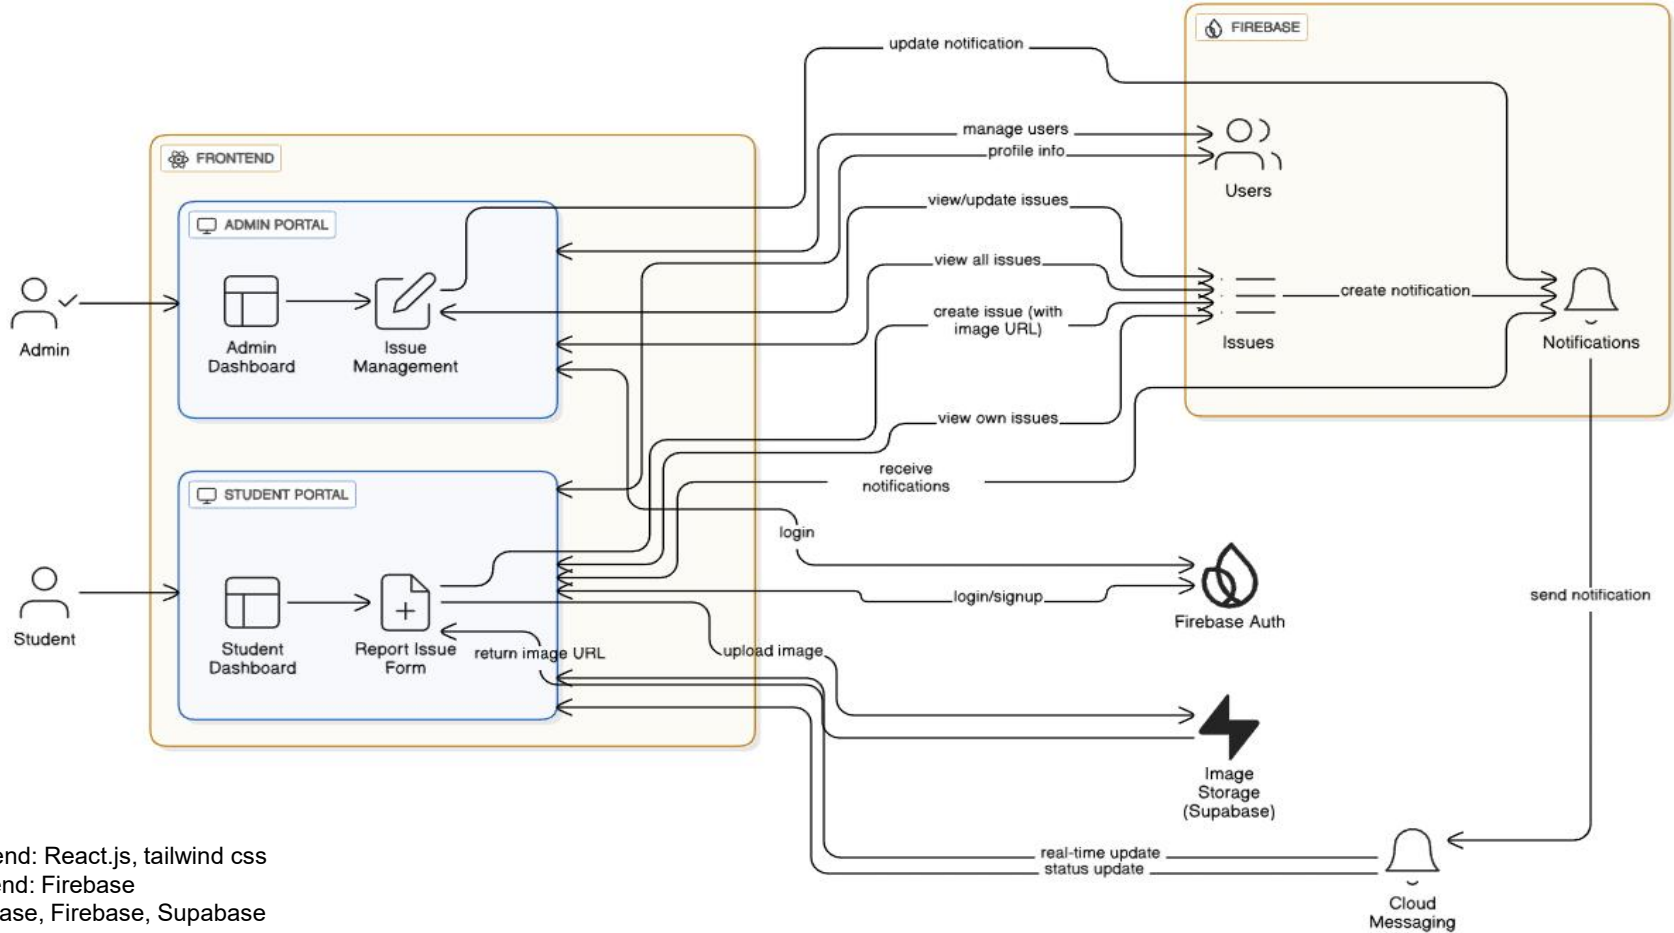 FIREBASE
update notification
manage users
profile info
Users
FRONTEND
ADMIN PORTAL
view/update issues
view all issues
create issue (with
image URL)
create notification
Issues
Notifications
Admin
Admin
Dashboard
Issue
Management
view own issues
receive
notifications
STUDENT PORTAL
login
login/signup
Firebase Auth
send notification
Student
Student
Dashboard
Report Issue
Form
return image URL
upload image
Image
Storage
(Supabase)
real-time update
status update
Cloud
Messaging
end: React.js, tailwind css
end: Firebase
ase, Firebase, Supabase